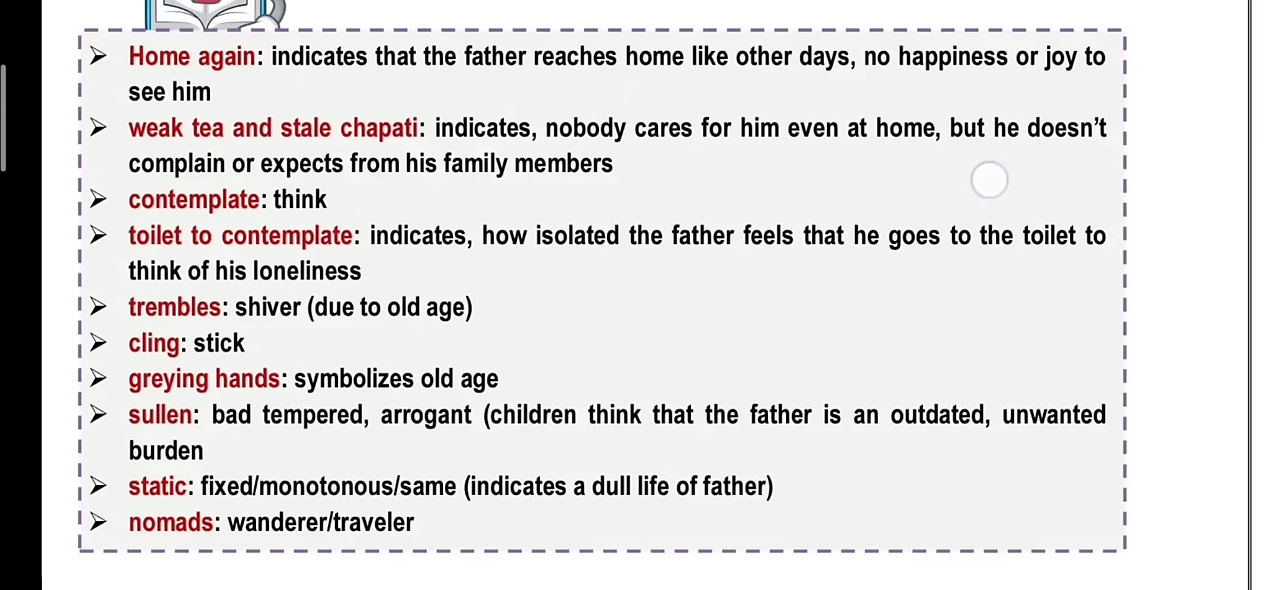 ➢ Home again: indicates that the father reaches home like other days, no happiness or joy to
see him
➢ weak tea and stale chapati: indicates, nobody cares for him even at home, but he doesn’t
complain or expects from his family members
➢ contemplate: think
➢ toilet to contemplate: indicates, how isolated the father feels that he goes to the toilet to
think of his loneliness
➢ trembles: shiver (due to old age)
➢ cling: stick
➢ greying hands: symbolizes old age
➢ sullen: bad tempered, arrogant (children think that the father is an outdated, unwanted
burden
➢ static: fixed/monotonous/same (indicates a dull life of father)
➢ nomads: wanderer/traveler